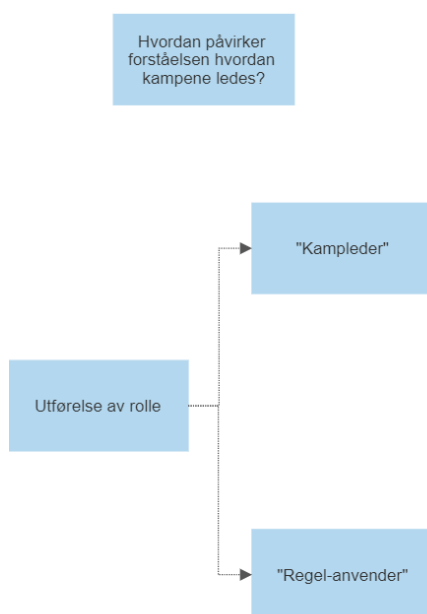 Hvordan påvirker
forståelsen hvordan
kampene ledes?
"Kampleder"
Utførelse av rolle
"Regel-anvender"